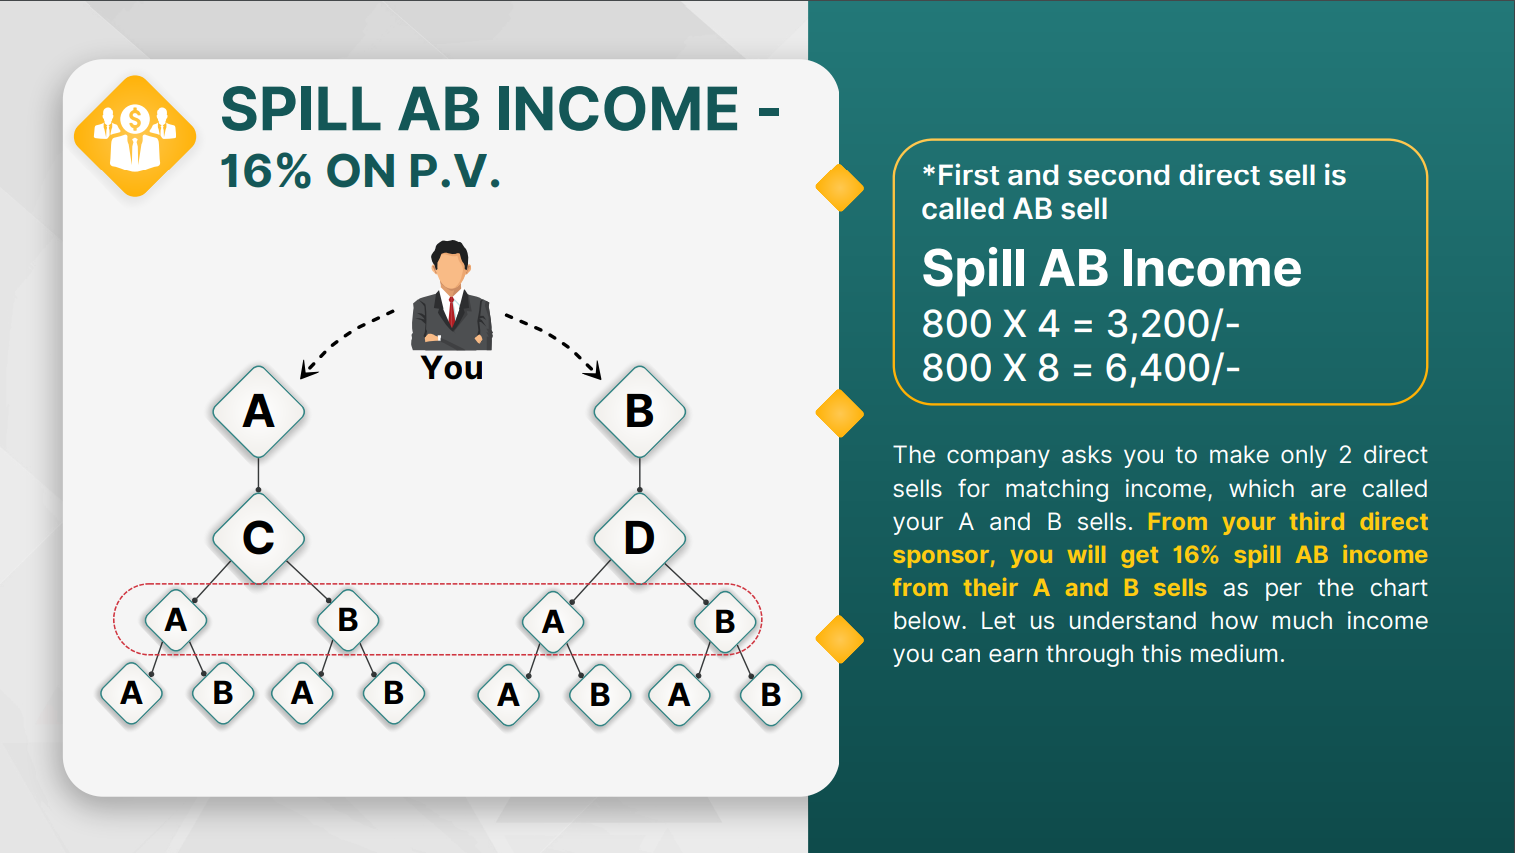 SPILL AB INCOME -
16% ON P.V.
You
A
B
C
D
A
B
A
B
A
B
A
B
A
B
A
B
*First and second direct sell is
called AB sell
Spill AB Income
800 X 4 = 3,200/-
800 X 8 = 6,400/-
The company asks you to make only 2 direct
sells for matching income, which are called
your A and B sells. From your third direct
sponsor, you will get 16% spill AB income
from their A and B sells as per the chart
below. Let us understand how much income
you can earn through this medium.